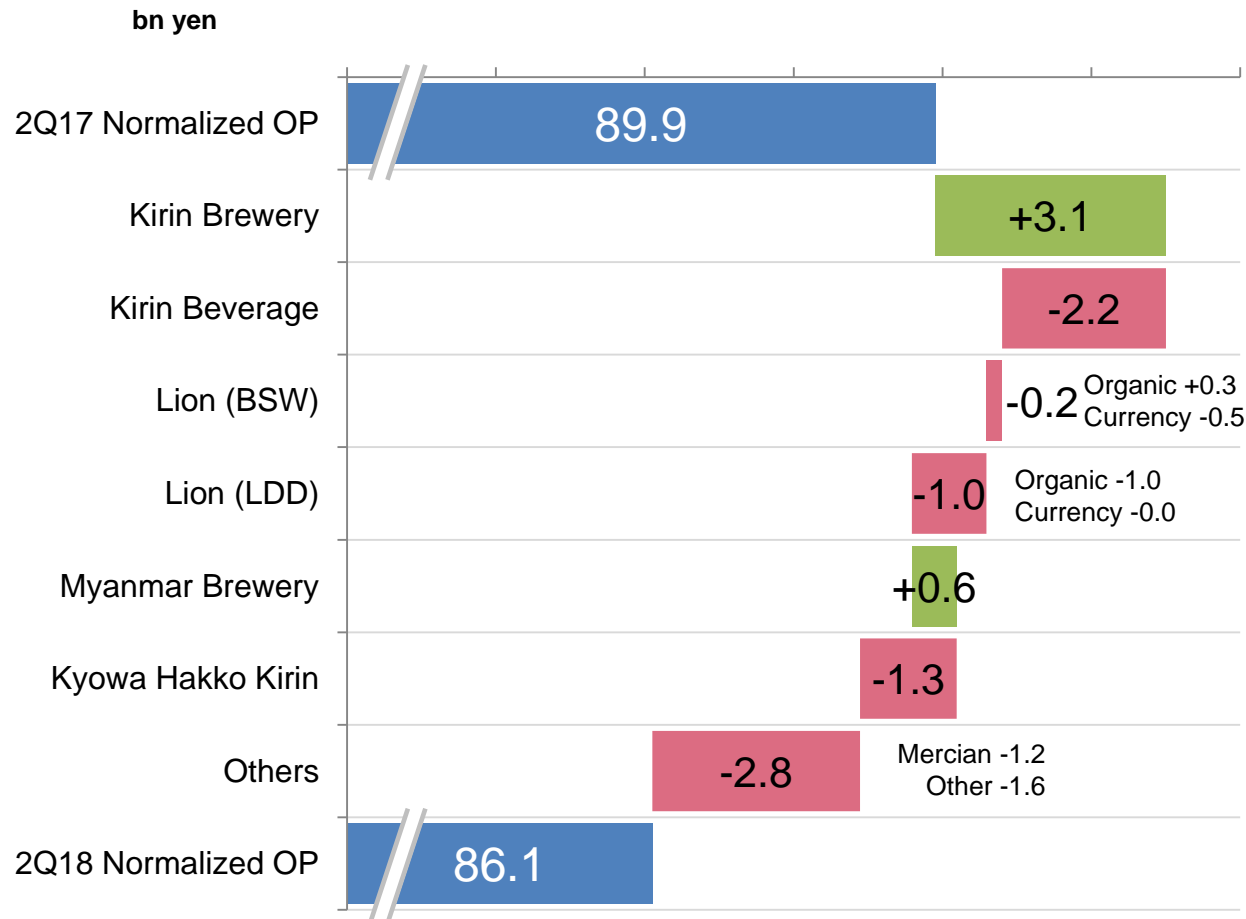 bn yen
2Q17 Normalized OP
89.9
Kirin Brewery
+3.1
Kirin Beverage
-2.2
Lion (BSW)
-0.2
Organic +0.3
Currency -0.5
Lion (LDD)
-1.0
Organic -1.0
Currency -0.0
Myanmar Brewery
+0.6
Kyowa Hakko Kirin
-1.3
Others
-2.8
Mercian -1.2
Other -1.6
2Q18 Normalized OP
86.1